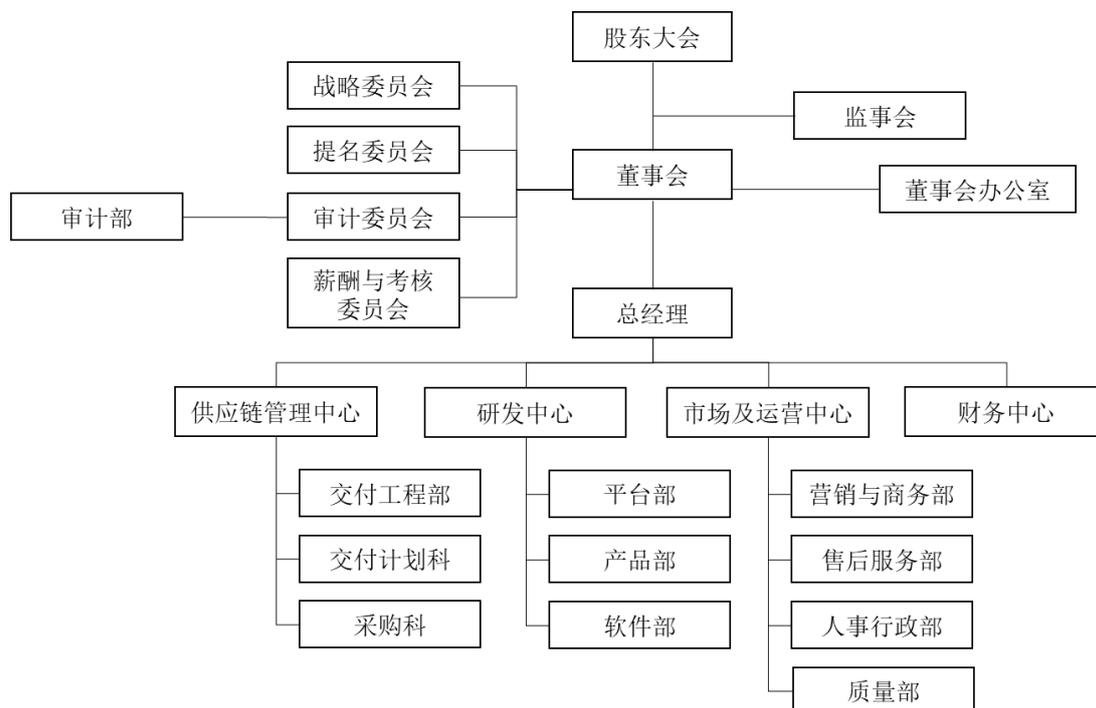 股东大会
战略委员会
监事会
提名委员会
董事会
董事会办公室
审计部
审计委员会
薪酬与考核
委员会
总经理
供应链管理中心
研发中心
市场及运营中心
财务中心
交付工程部
平台部
营销与商务部
交付计划科
产品部
售后服务部
采购科
软件部
人事行政部
质量部